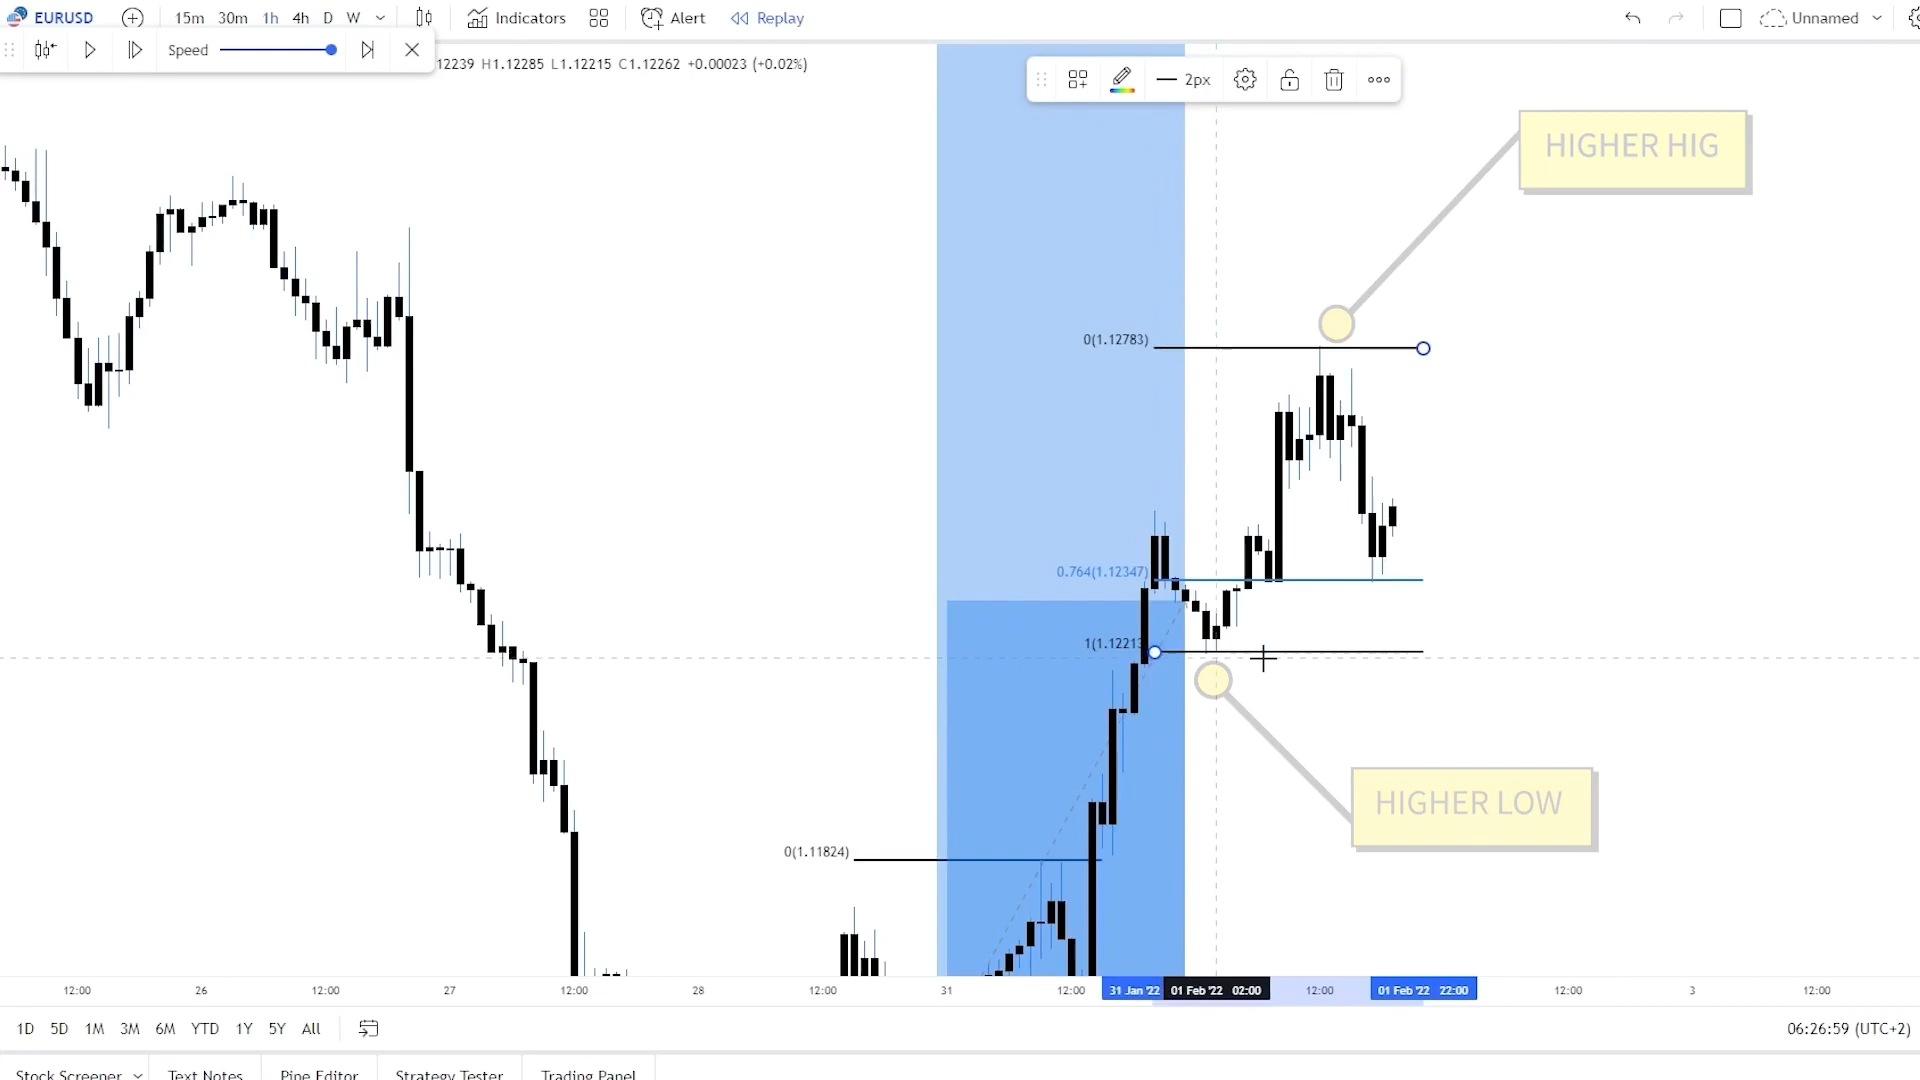 EURUSD 15m 30m 1h 4h D W Indicators Alert Replay Unnamed
Speed
12239 H1.12285 L1.12215 C1.12262 +0.00023 (+0.02%)
2px
HIGHER HIG
0(1.12783)
0.764(1.12347)
1(1.12213
HIGHER LOW
0(1.11824)
12:00 26 12:00 27 12:00 28 12:00 31 12:00 31 Jan '22 01 Feb '22 02:00 12:00 01 Feb '22 22:00 12:00 3 12:00
1D 5D 1M 3M 6M YTD 1Y 5Y All 06:26:59 (UTC+2)
Stock Screener Text Notes Pine Editor Strategy Tester Trading Panel